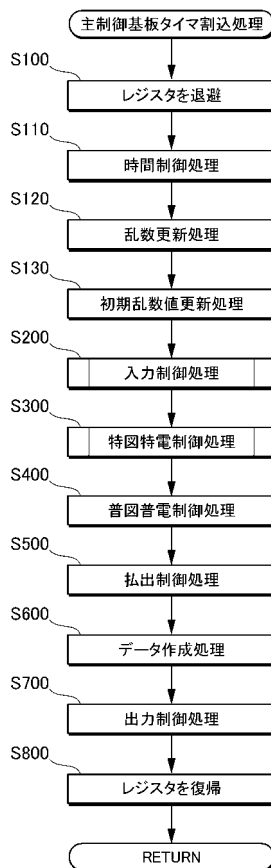 主制御基板タイマ割込処理
S100
レジスタを退避
S110
時間制御処理
S120
乱数更新処理
S130
初期乱数値更新処理
S200
入力制御処理
S300
特図特電制御処理
S400
普図普電制御処理
S500
払出制御処理
S600
データ作成処理
S700
出力制御処理
S800
レジスタを復帰
RETURN